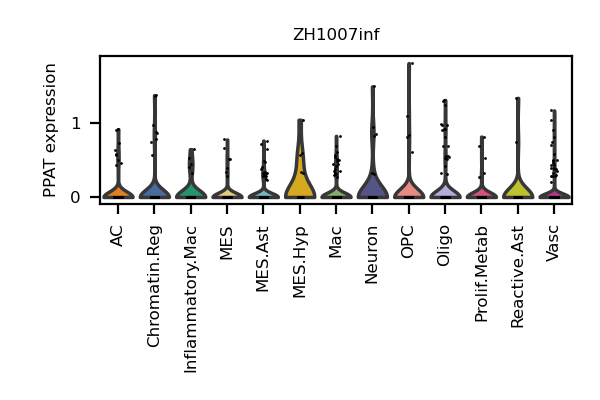 ZH1007inf
PPAT expression
1
0
AC
Chromatin.Reg
Inflammatory.Mac
MES
MES.Ast
MES.Hyp
Mac
Neuron
OPC
Oligo
Prolif.Metab
Reactive.Ast
Vasc